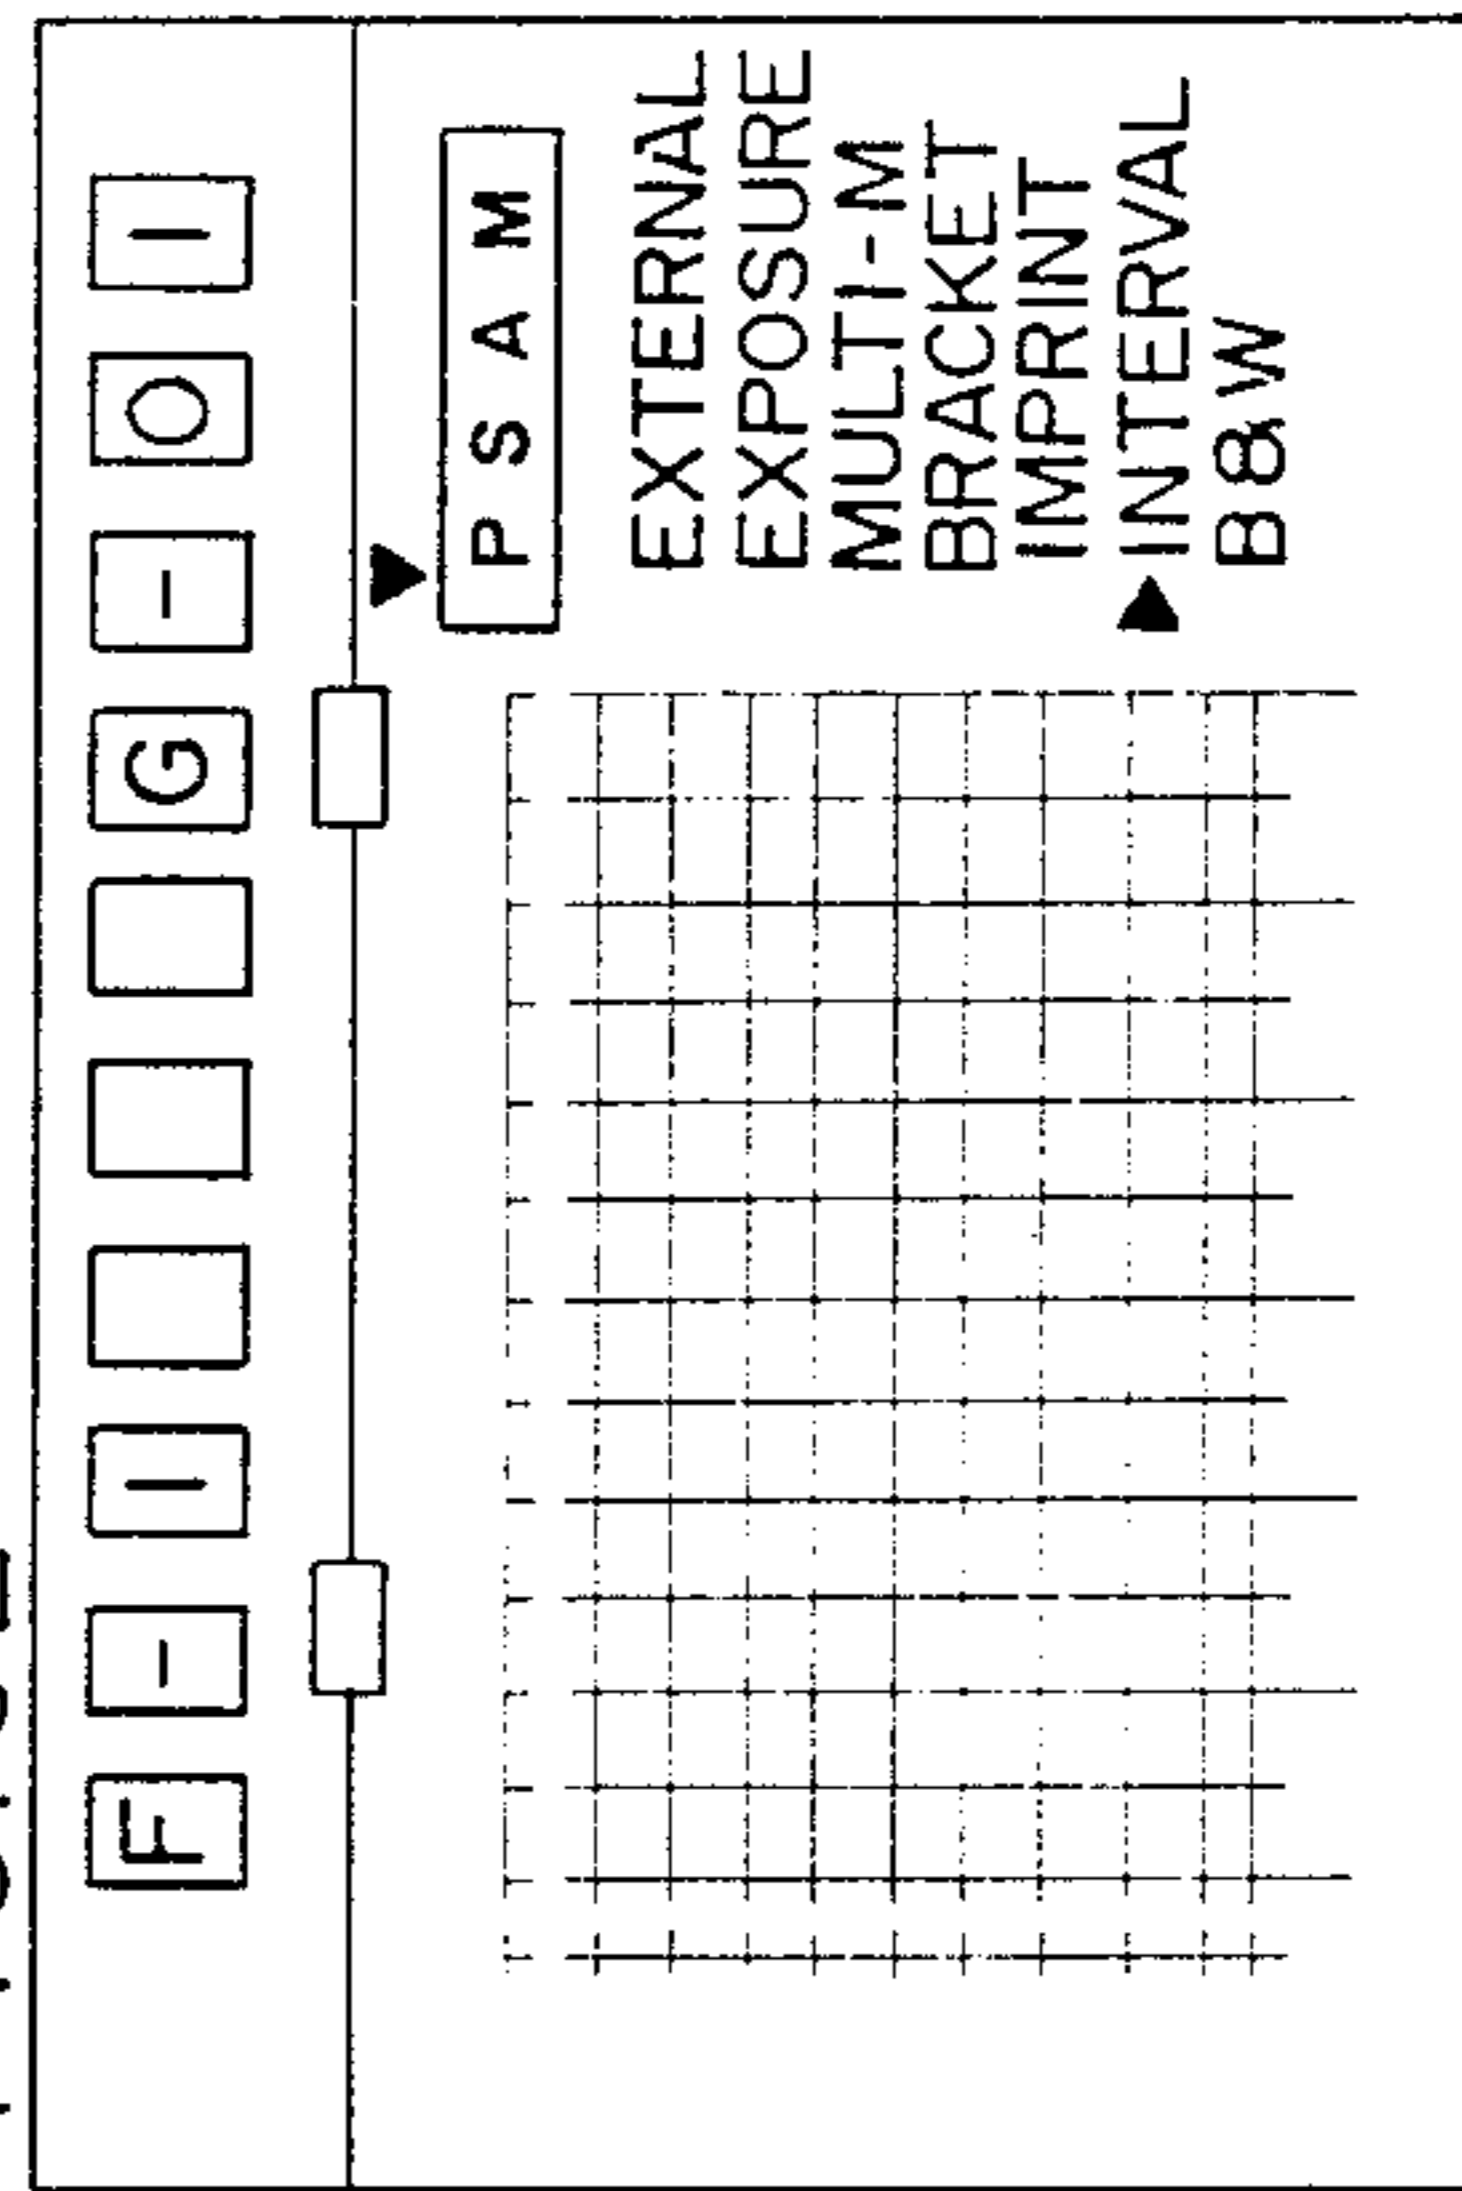 F - I G - O I
P S A M
EXTERNAL
EXPOSURE
MULTI-M
BRACKET
IMPRINT
INTERVAL
B&W